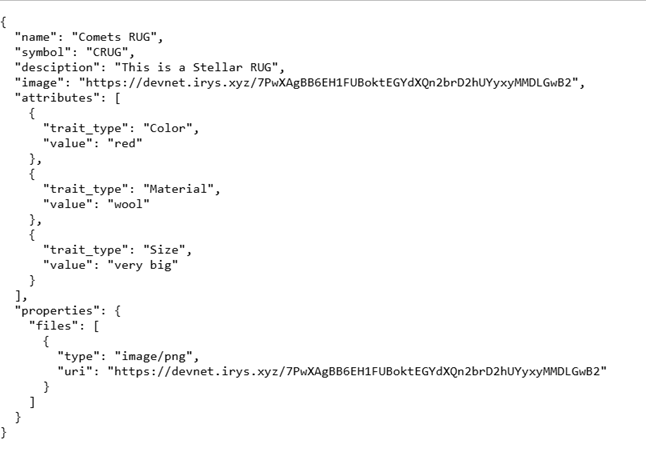 {
  "name": "Comets RUG",
  "symbol": "CRUG",
  "desciption": "This is a Stellar RUG",
  "image": "https://devnet.irys.xyz/7PwXAgBB6EH1FUBoktEGYdXQn2brD2hUYyxyMMDLGwB2",
  "attributes": [
    {
      "trait_type": "Color",
      "value": "red"
    },
    {
      "trait_type": "Material",
      "value": "wool"
    },
    {
      "trait_type": "Size",
      "value": "very big"
    }
  ],
  "properties": {
    "files": [
      {
        "type": "image/png",
        "uri": "https://devnet.irys.xyz/7PwXAgBB6EH1FUBoktEGYdXQn2brD2hUYyxyMMDLGwB2"
      }
    ]
  }
}